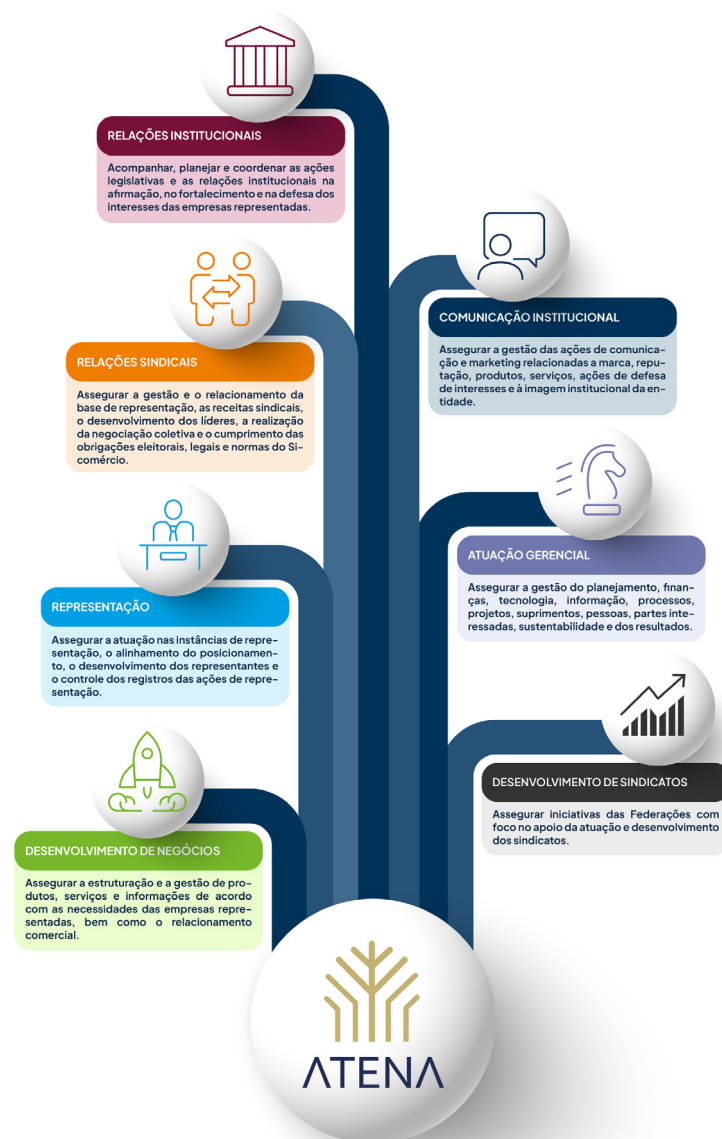 RELAÇÕES INSTITUCIONAIS
Acompanhar, planejar e coordenar as ações
legislativas e as relações institucionais na
afirmação, no fortalecimento e na defesa dos
interesses das empresas representadas.
COMUNICAÇÃO INSTITUCIONAL
Assegurar a gestão das ações de comunica-
ção e marketing relacionadas a marca, repu-
tação, produtos, serviços, ações de defesa
de interesses e à imagem institucional da en-
tidade.
RELAÇÕES SINDICAIS
Assegurar a gestão e o relacionamento da
base de representação, as receitas sindicais,
o desenvolvimento dos líderes, a realização
da negociação coletiva e o cumprimento das
obrigações eleitorais, legais e normas do Si-
comércio.
ATUAÇÃO GERENCIAL
Assegurar a gestão do planejamento, finan-
ças, tecnologia, informação, processos,
projetos, suprimentos, pessoas, partes inte-
ressadas, sustentabilidade e dos resultados.
REPRESENTAÇÃO
Assegurar a atuação nas instâncias de repre-
sentação, o alinhamento do posicionamen-
to, o desenvolvimento dos representantes e
o controle dos registros das ações de repre-
sentação.
DESENVOLVIMENTO DE SINDICATOS
Assegurar iniciativas das Federações com
foco no apoio da atuação e desenvolvimento
dos sindicatos.
DESENVOLVIMENTO DE NEGÓCIOS
Assegurar a estruturação e a gestão de pro-
dutos, serviços e informações de acordo
com as necessidades das empresas repre-
sentadas, bem como o relacionamento
comercial.
ATENA